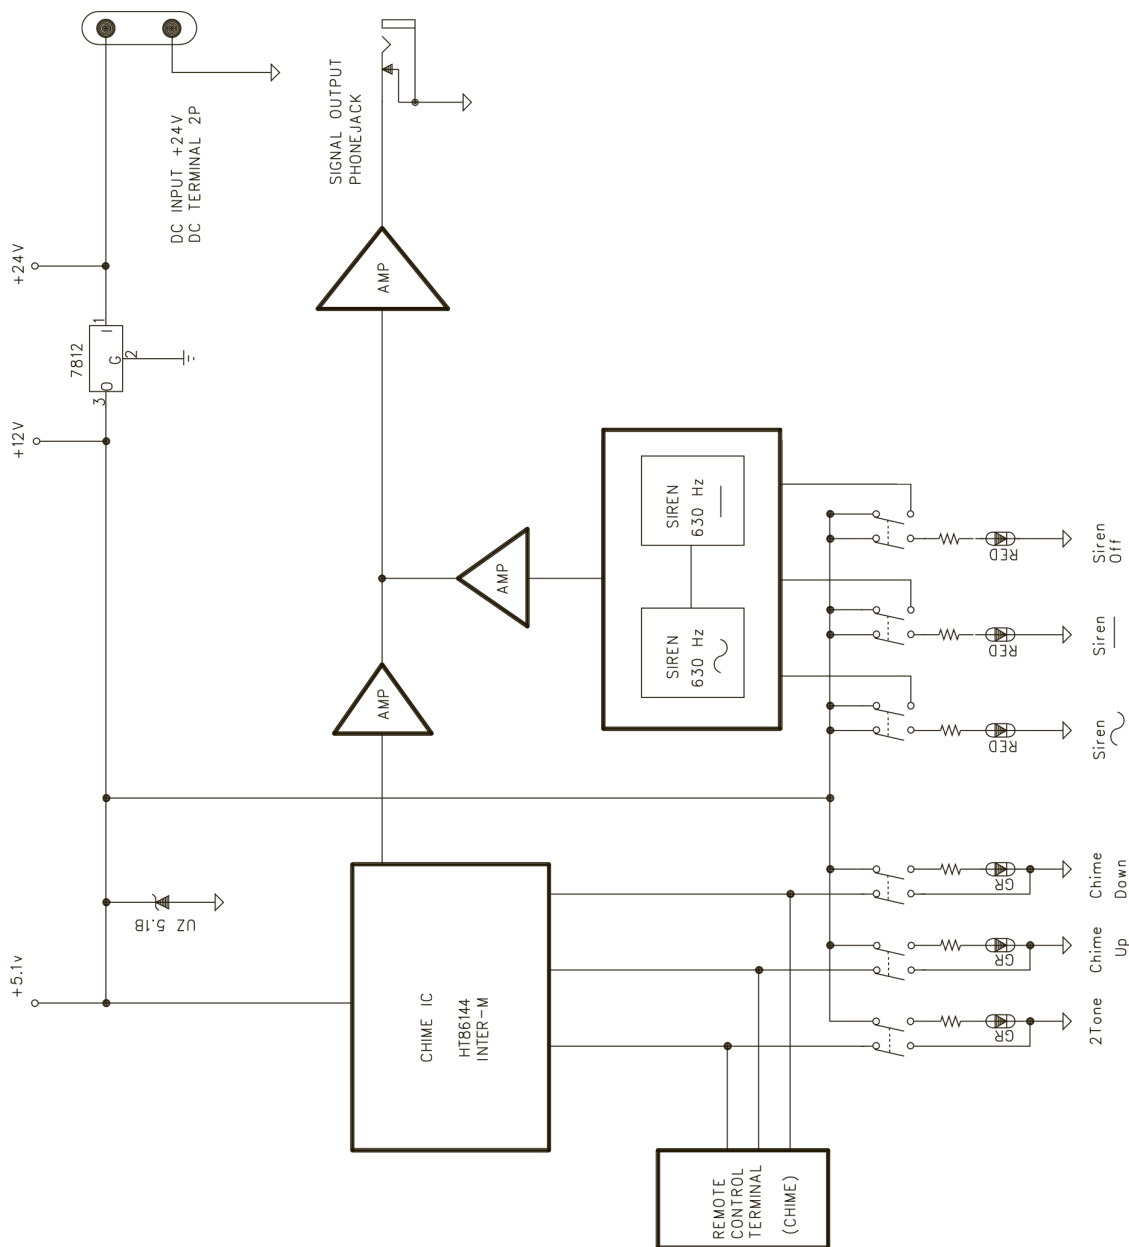 DC INPUT +24V
DC TERMINAL 2P
SIGNAL OUTPUT
PHONEJACK
+24V
7812
1
I
G
2
O
3
+12V
AMP
AMP
AMP
SIREN
630 Hz
SIREN
630 Hz
RED
Siren
Off
RED
Siren
RED
Siren
UZ 5.1B
+5.1v
CHIME IC
HT86144
INTER-M
GR
Chime
Down
GR
Chime
Up
GR
2Tone
REMOTE
CONTROL
TERMINAL
(CHIME)